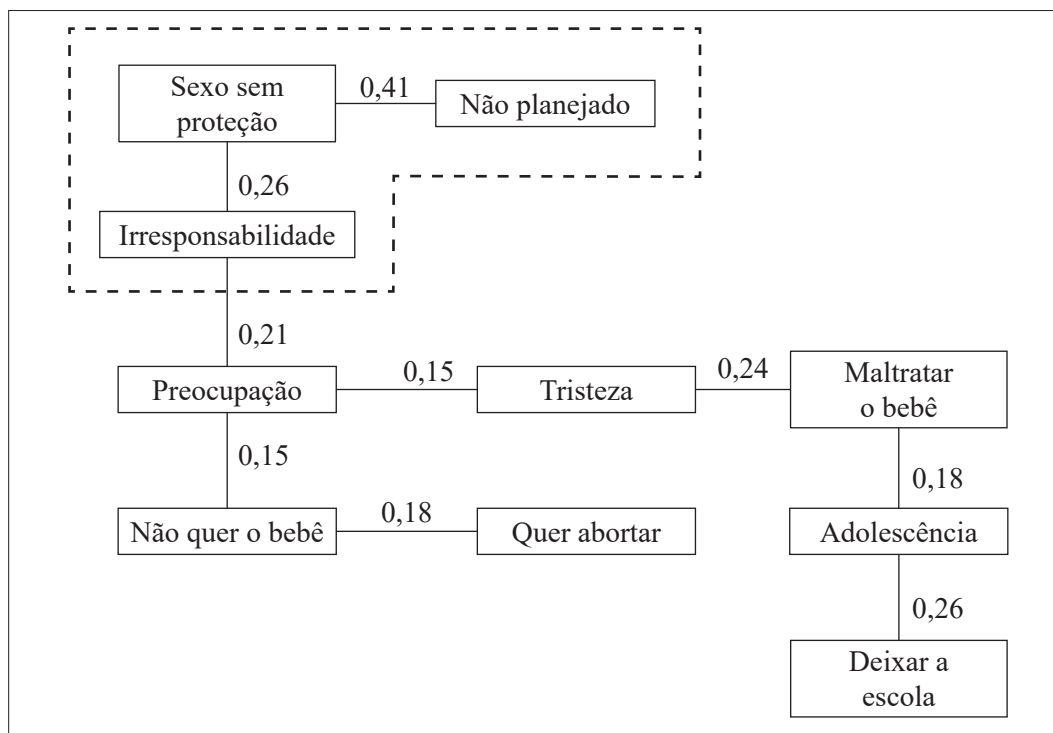 Sexo sem
proteção
0,41
Não planejado
0,26
Irresponsabilidade
0,21
Preocupação
0,15
Tristeza
0,24
Maltratar
o bebê
0,15
0,18
Não quer o bebê
0,18
Quer abortar
Adolescência
0,26
Deixar a
escola